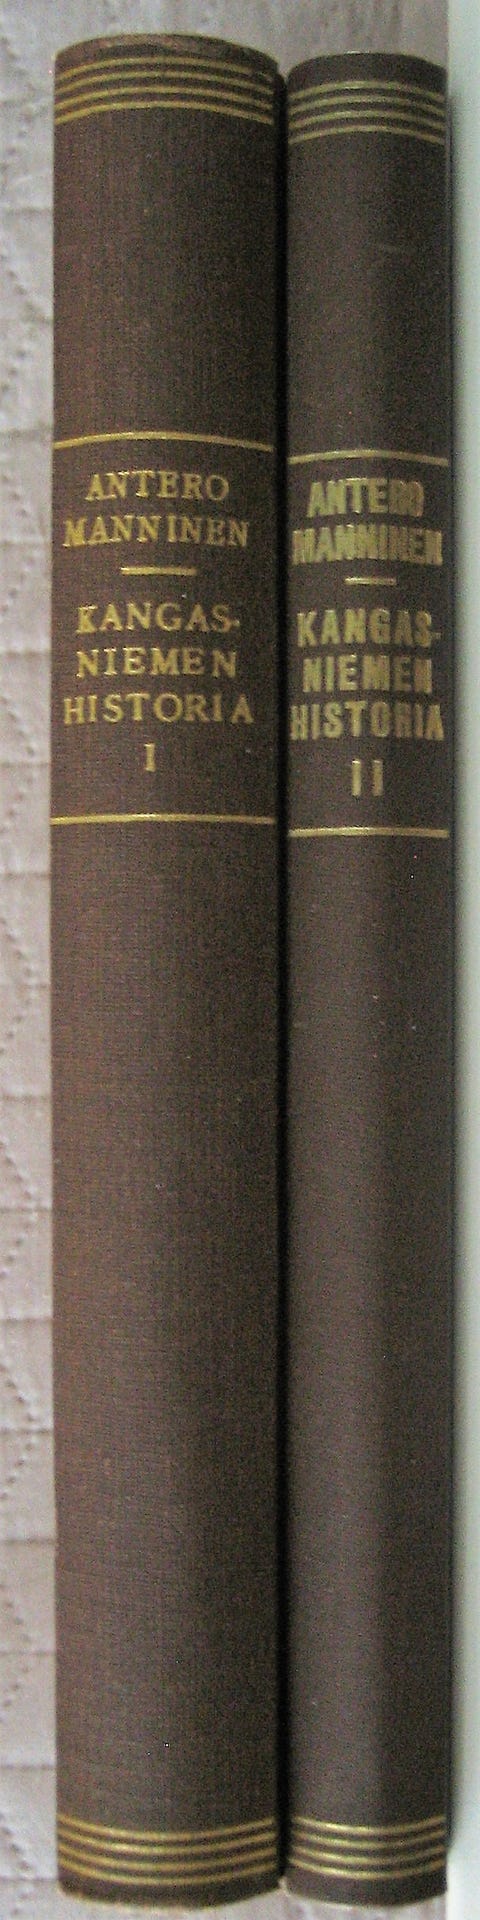 ANTERO
MANNINEN
KANGAS-
NIEMEN
HISTORIA
I
ANTERO
MANNINEN
KANGAS-
NIEMEN
HISTORIA
II